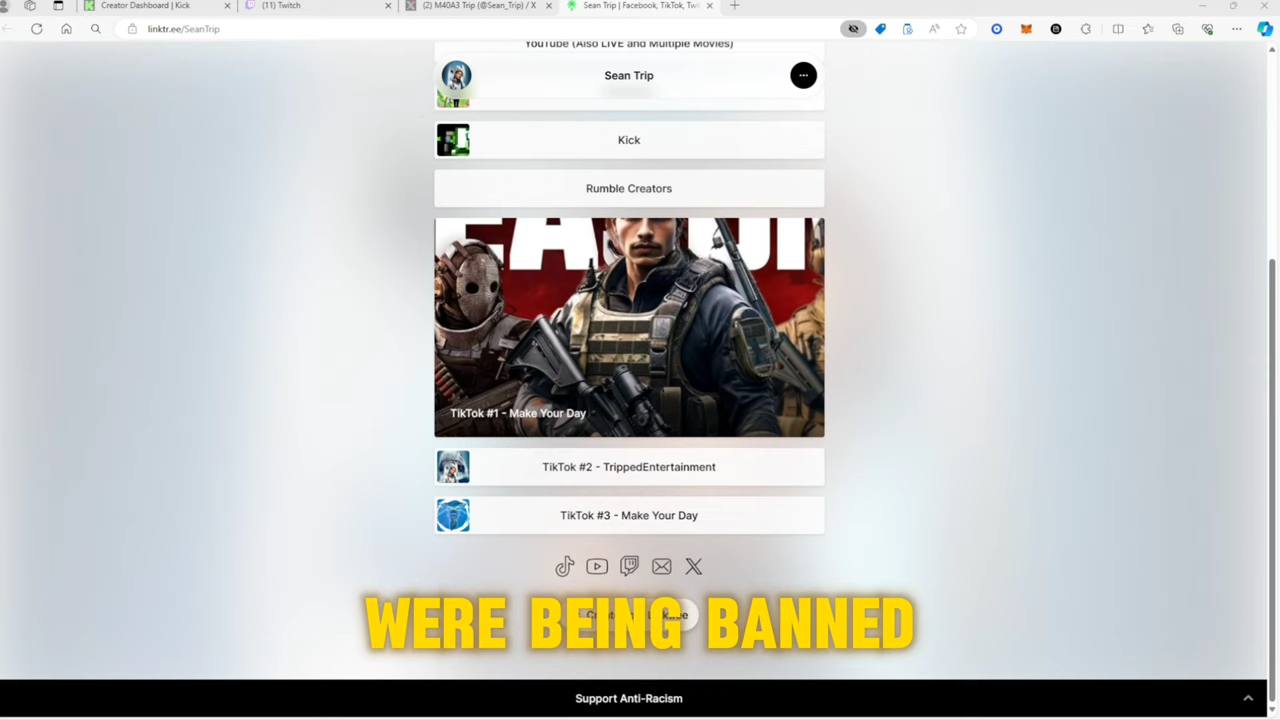 Creator Dashboard | Kick
(11) Twitch
(2) M40A3 Trip (@Sean_Trip) / X
Sean Trip | Facebook, TikTok, Twi
linktr.ee/SeanTrip
YouTube (Also LIVE and Multiple Movies)
Sean Trip
Kick
Rumble Creators
TikTok #1 - Make Your Day
TikTok #2 - TrippedEntertainment
TikTok #3 - Make Your Day
WERE BEING BANNED
Support Anti-Racism